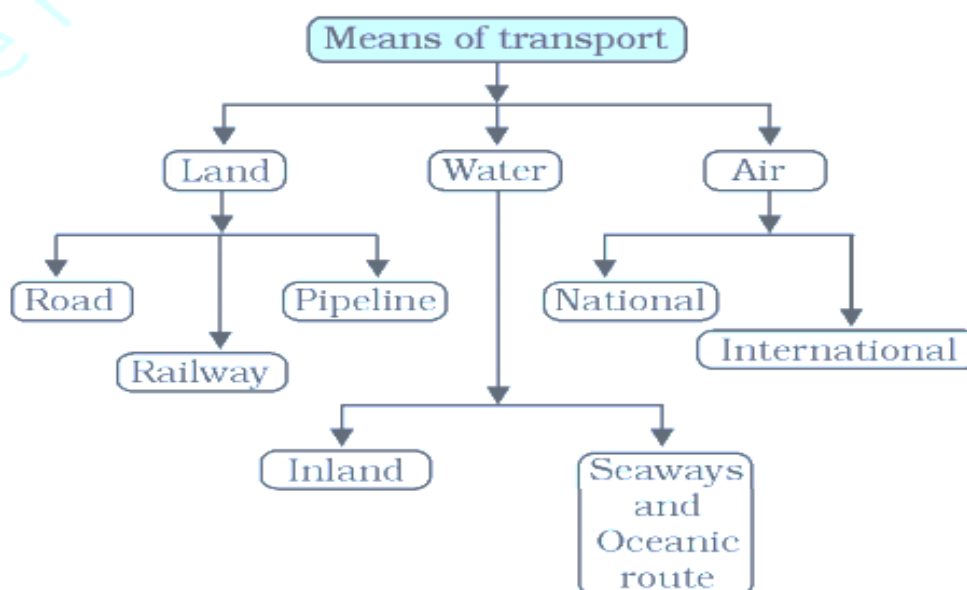 Means of transport
Land
Water
Air
Road
Pipeline
National
International
Railway
Inland
Seaways
and
Oceanic
route